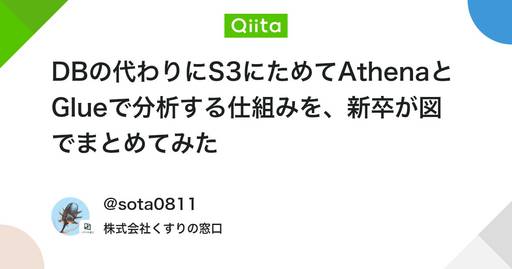 Qiita
DBの代わりにS3にためてAthenaと
Glueで分析する仕組みを、新卒が図
でまとめてみた
@sota0811
株式会社くすりの窓口